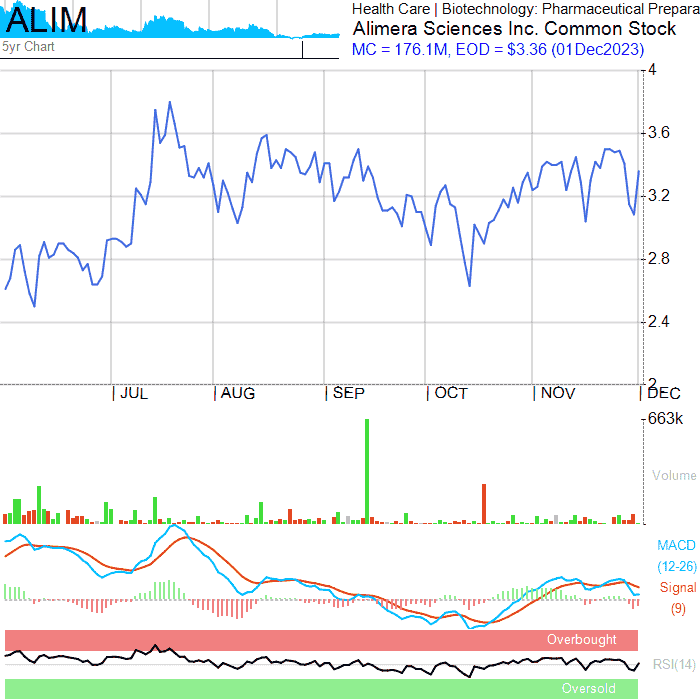 ALIM
5yr Chart
Health Care | Biotechnology: Pharmaceutical Prepara
Alimera Sciences Inc. Common Stock
MC = 176.1M, EOD = $3.36 (01Dec2023)
4
3.6
3.2
2.8
2.4
2
| JUL | AUG | SEP | OCT | NOV | DEC
663k
Volume
MACD
(12-26)
Signal
(9)
Overbought
RSI(14)
Oversold